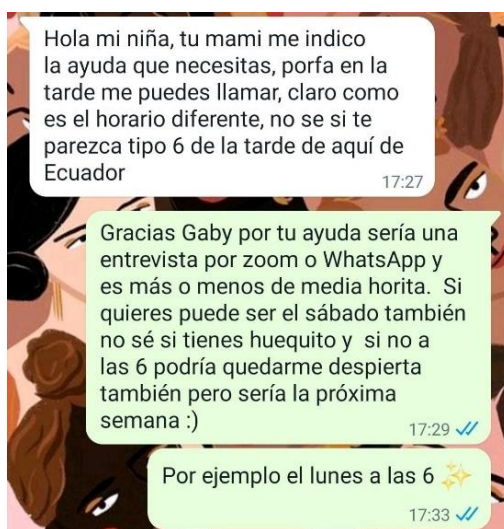 Hola mi niña, tu mami me indico
la ayuda que necesitas, porfa en la
tarde me puedes llamar, claro como
es el horario diferente, no se si te
parezca tipo 6 de la tarde de aquí de
Ecuador
17:27
Gracias Gaby por tu ayuda sería una
entrevista por zoom o WhatsApp y
es más o menos de media horita.  Si
quieres puede ser el sábado también
no sé si tienes huequito y  si no a
las 6 podría quedarme despierta
también pero sería la próxima
semana :)
17:29
Por ejemplo el lunes a las 6 ✨
17:33